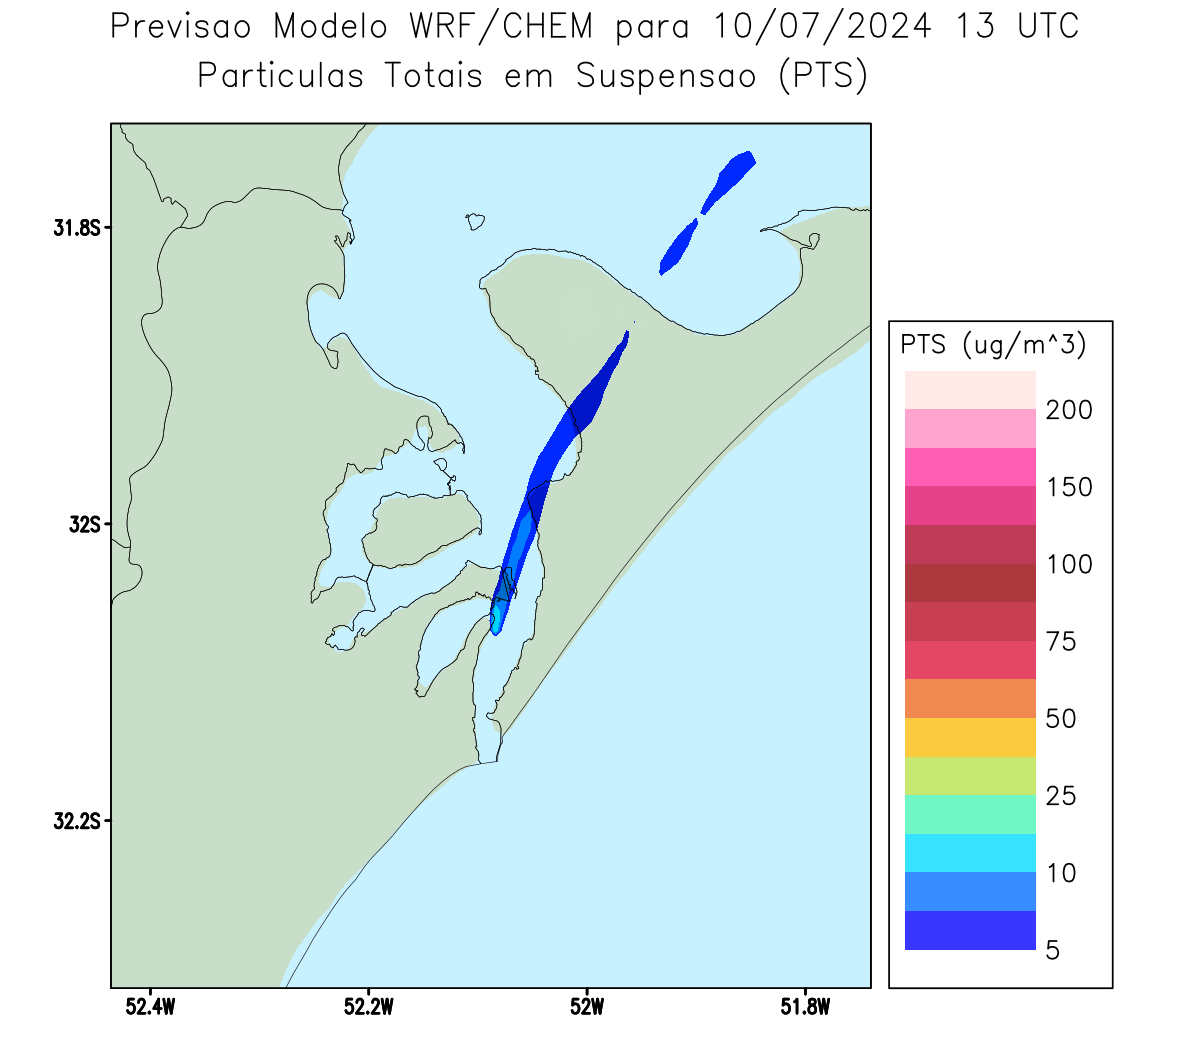 Previsao Modelo WRF/CHEM para 10/07/2024 13 UTC
Particulas Totais em Suspensao (PTS)
31.8S
32S
32.2S
52.4W
52.2W
52W
51.8W
PTS (ug/m^3)
200
150
100
75
50
25
10
5